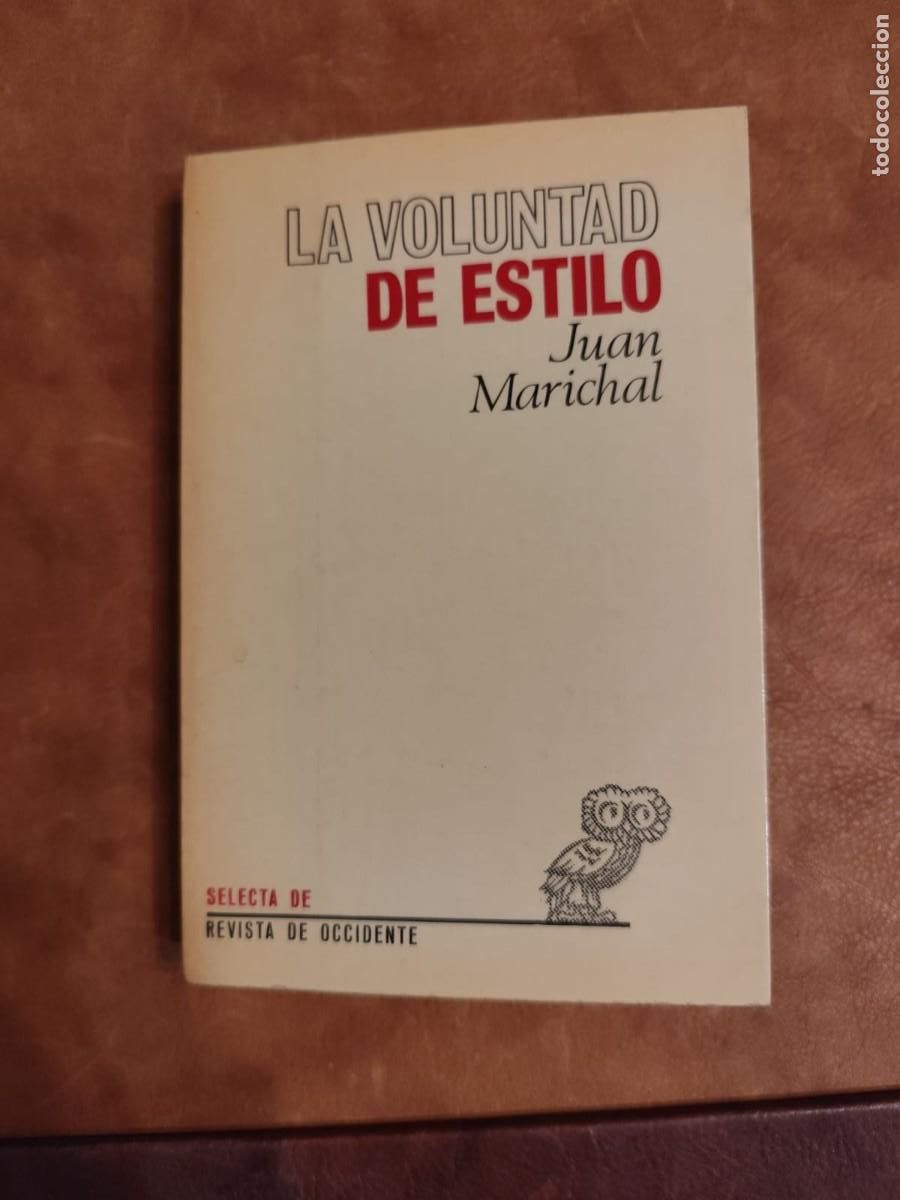 LA VOLUNTAD
DE ESTILO
Juan
Marichal
SELECTA DE
REVISTA DE OCCIDENTE
todocoleccion